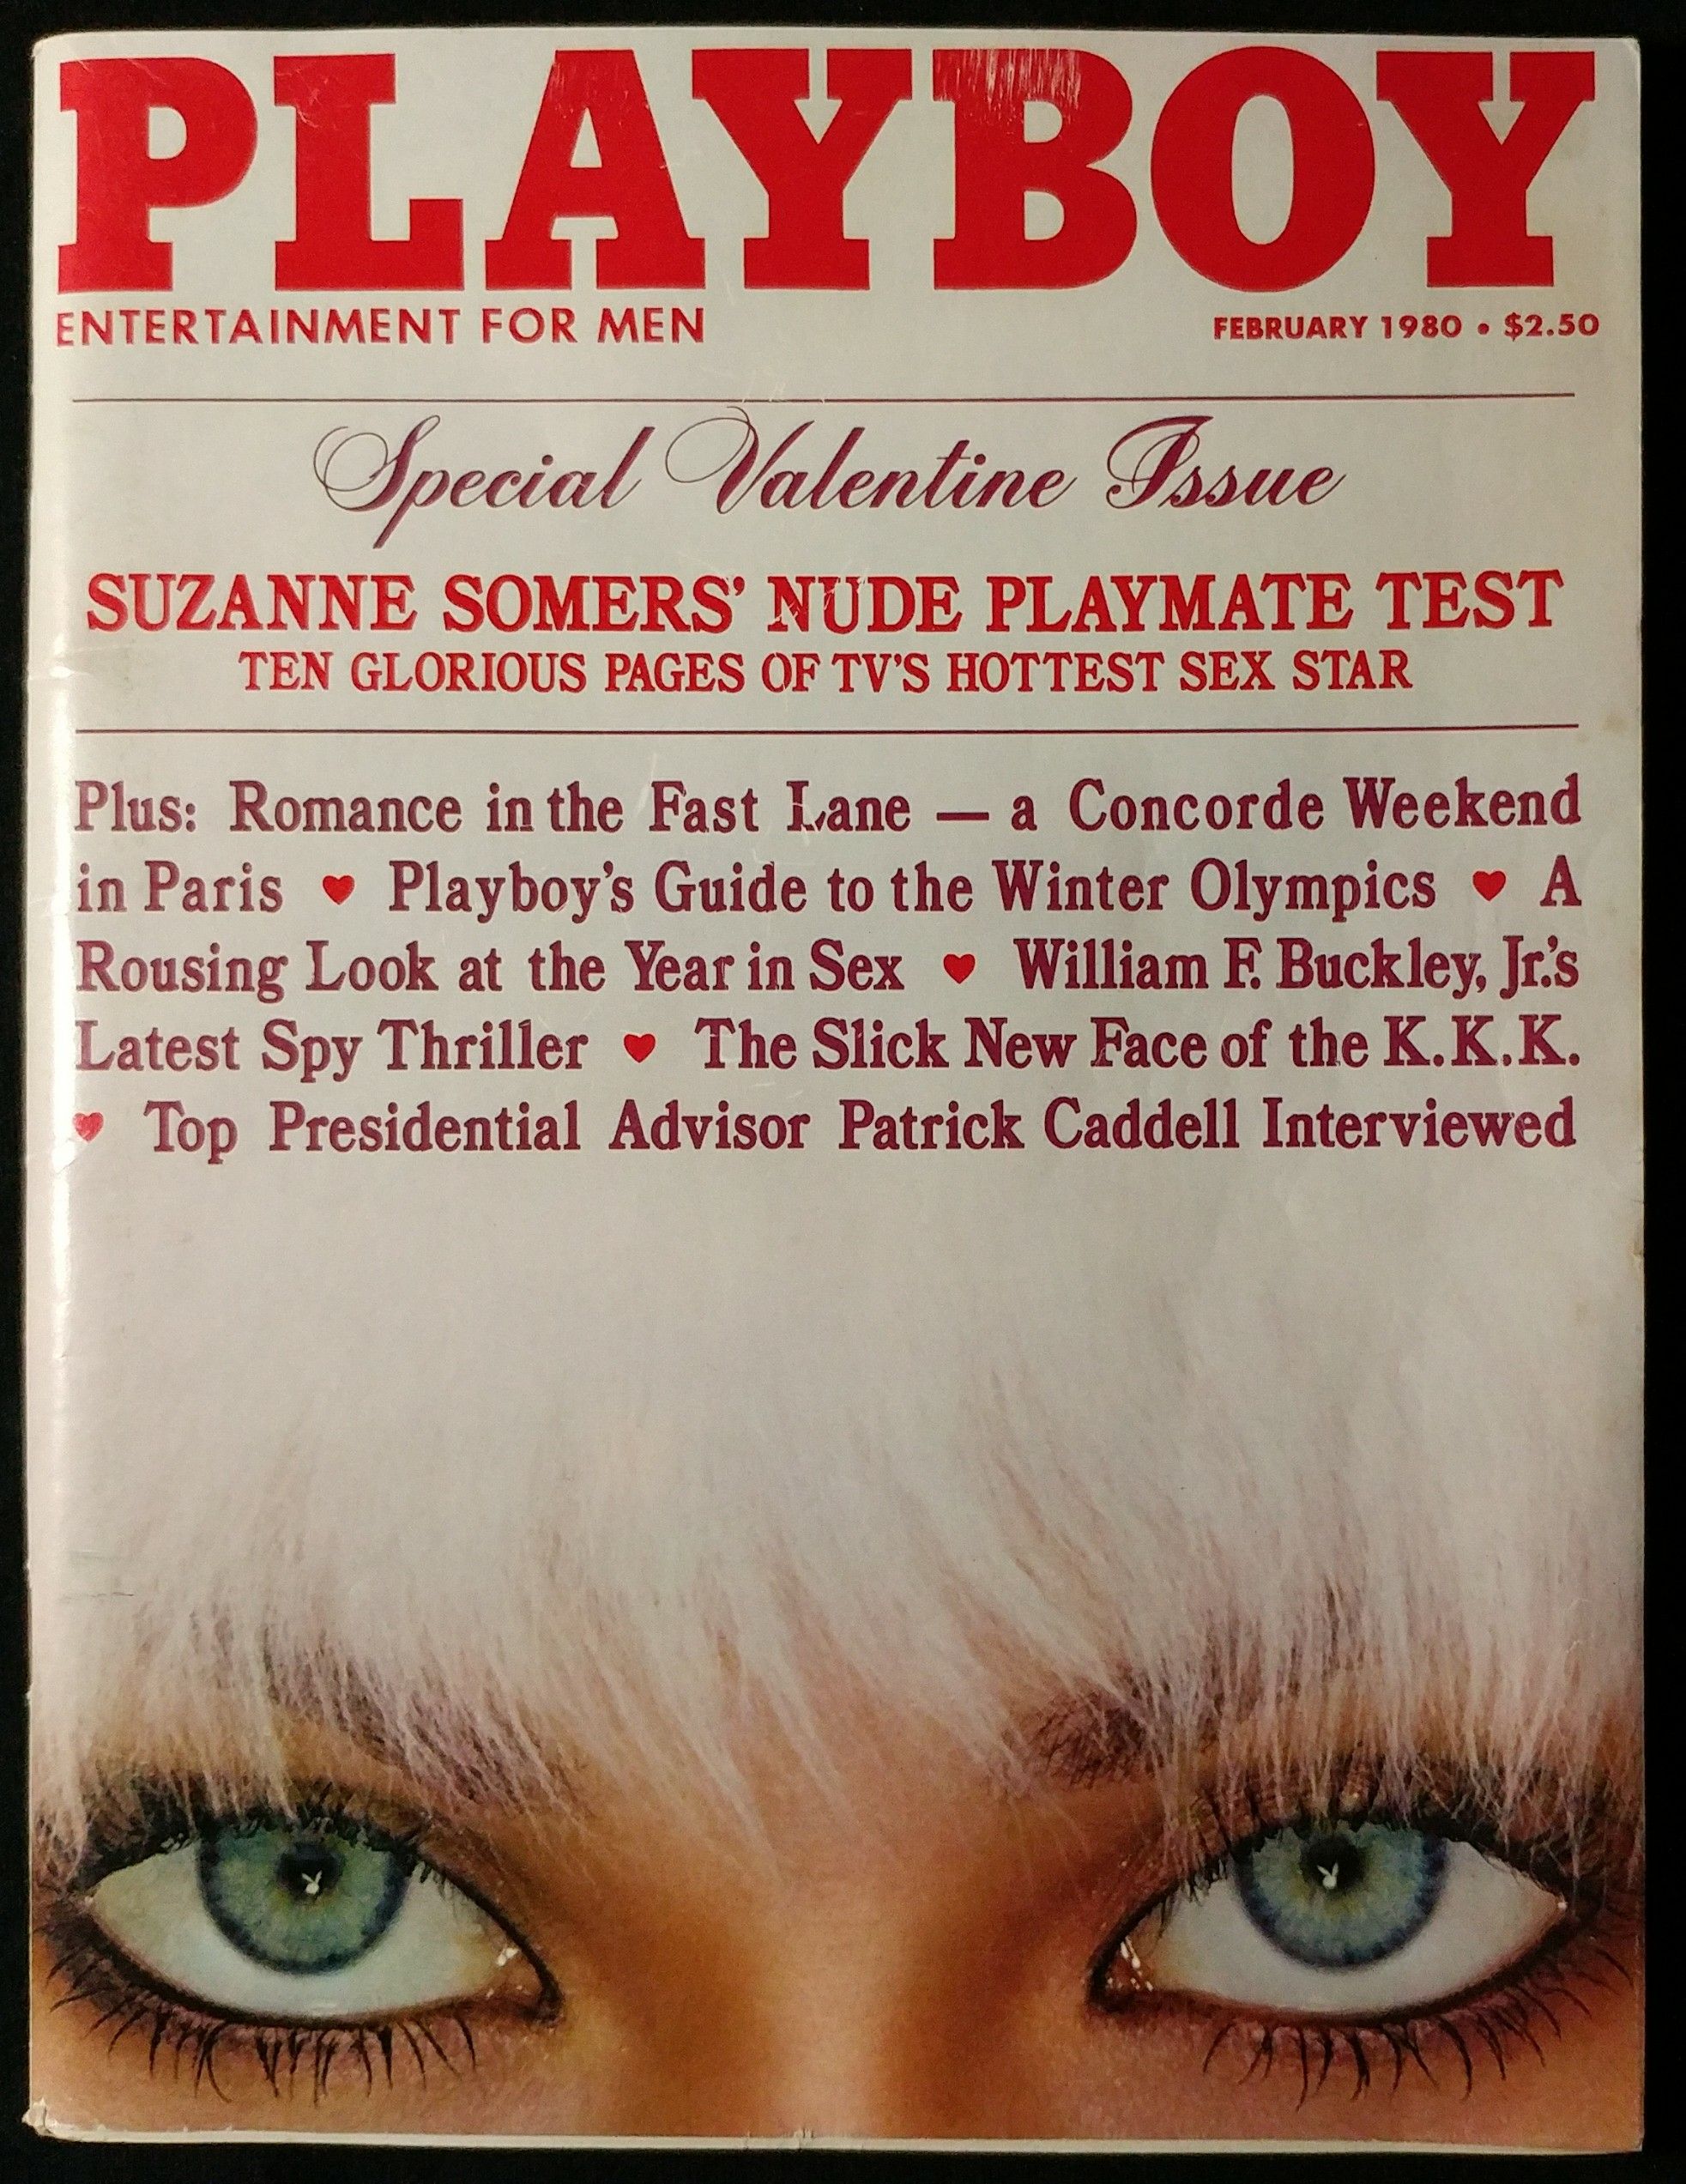 PLAYBOY
ENTERTAINMENT FOR MEN
FEBRUARY 1980 • $2.50
Special Valentine Issue
SUZANNE SOMERS' NUDE PLAYMATE TEST
TEN GLORIOUS PAGES OF TV'S HOTTEST SEX STAR
Plus: Romance in the Fast Lane — a Concorde Weekend
in Paris ♥ Playboy's Guide to the Winter Olympics ♥ A
Rousing Look at the Year in Sex ♥ William F. Buckley, Jr.'s
Latest Spy Thriller ♥ The Slick New Face of the K.K.K.
♥ Top Presidential Advisor Patrick Caddell Interviewed